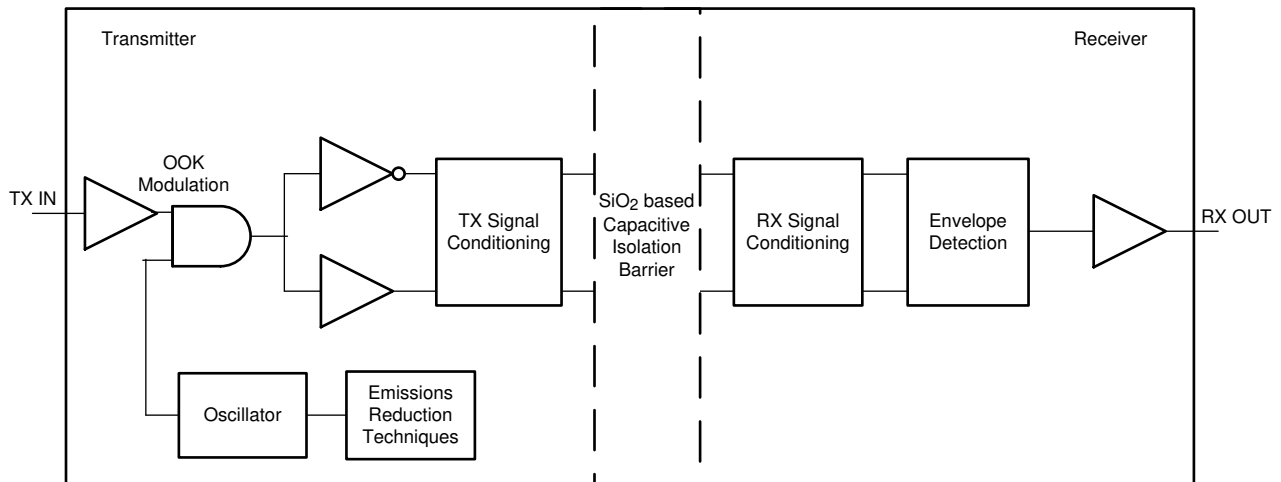 Transmitter
Receiver
OOK
Modulation
TX IN
TX Signal
Conditioning
SiO2 based
Capacitive
Isolation
Barrier
RX Signal
Conditioning
Envelope
Detection
RX OUT
Oscillator
Emissions
Reduction
Techniques